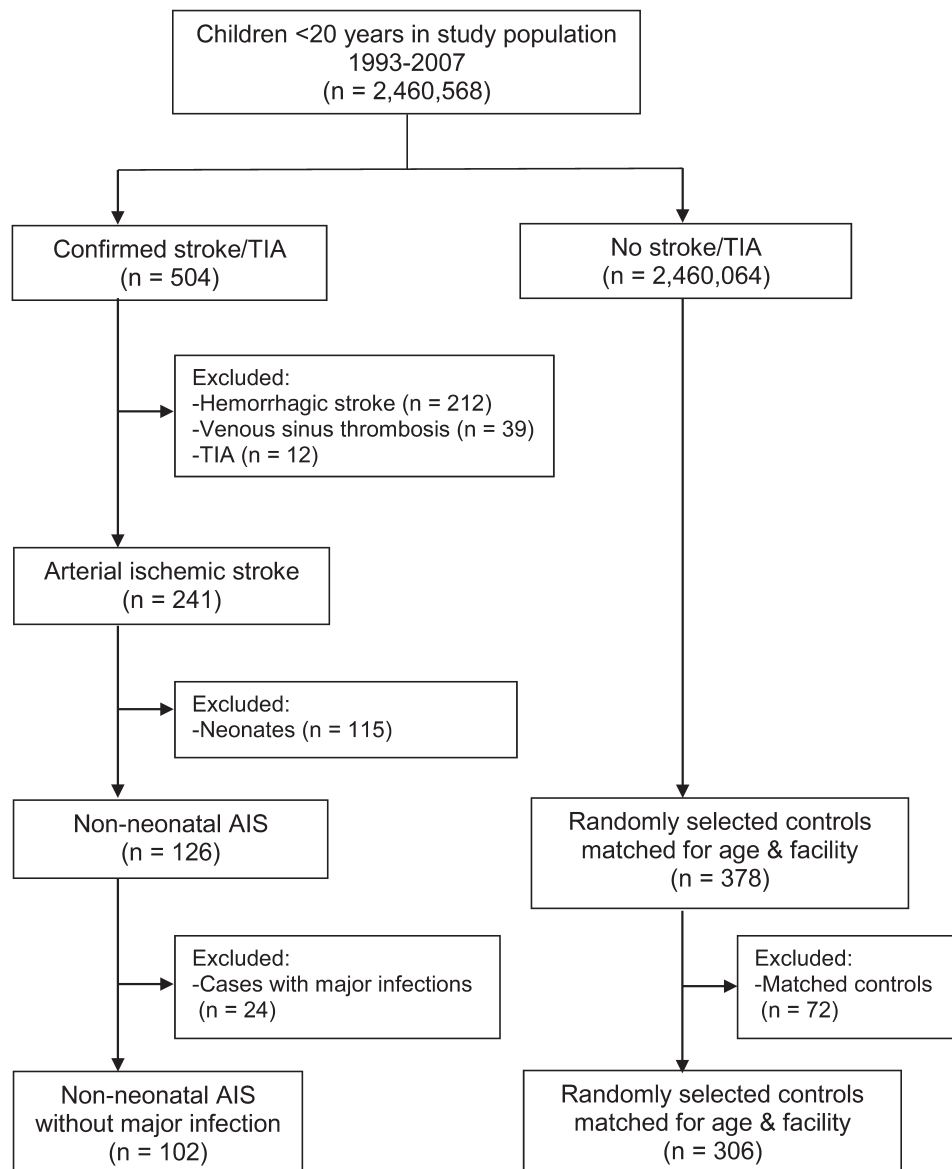 Children <20 years in study population
1993-2007
(n = 2,460,568)
Confirmed stroke/TIA
(n = 504)
No stroke/TIA
(n = 2,460,064)
Excluded:
-Hemorrhagic stroke (n = 212)
-Venous sinus thrombosis (n = 39)
-TIA (n = 12)
Arterial ischemic stroke
(n = 241)
Excluded:
-Neonates (n = 115)
Non-neonatal AIS
(n = 126)
Randomly selected controls
matched for age & facility
(n = 378)
Excluded:
-Cases with major infections
(n = 24)
Excluded:
-Matched controls
(n = 72)
Non-neonatal AIS
without major infection
(n = 102)
Randomly selected controls
matched for age & facility
(n = 306)